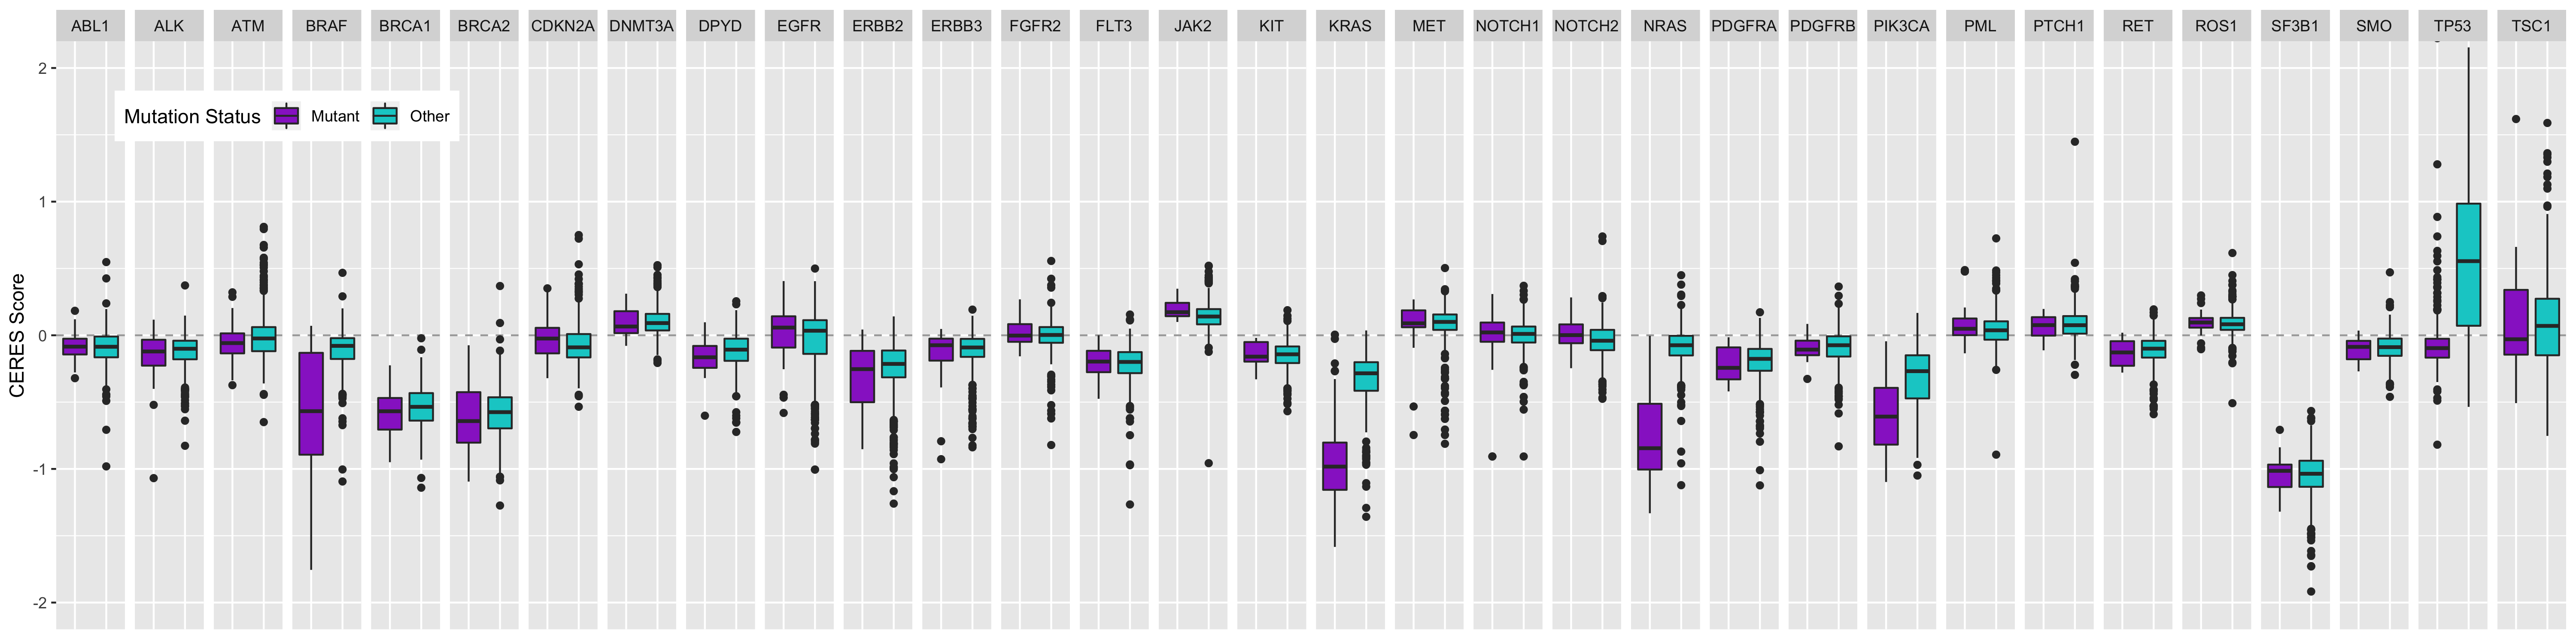 ABL1 ALK ATM BRAF BRCA1 BRCA2 CDKN2A DNMT3A DPYD EGFR ERBB2 ERBB3 FGFR2 FLT3 JAK2 KIT KRAS MET NOTCH1 NOTCH2 NRAS PDGFRA PDGFRB PIK3CA PML PTCH1 RET ROS1 SF3B1 SMO TP53 TSC1
2
Mutation Status Mutant Other
1
0
-1
-2
CERES Score